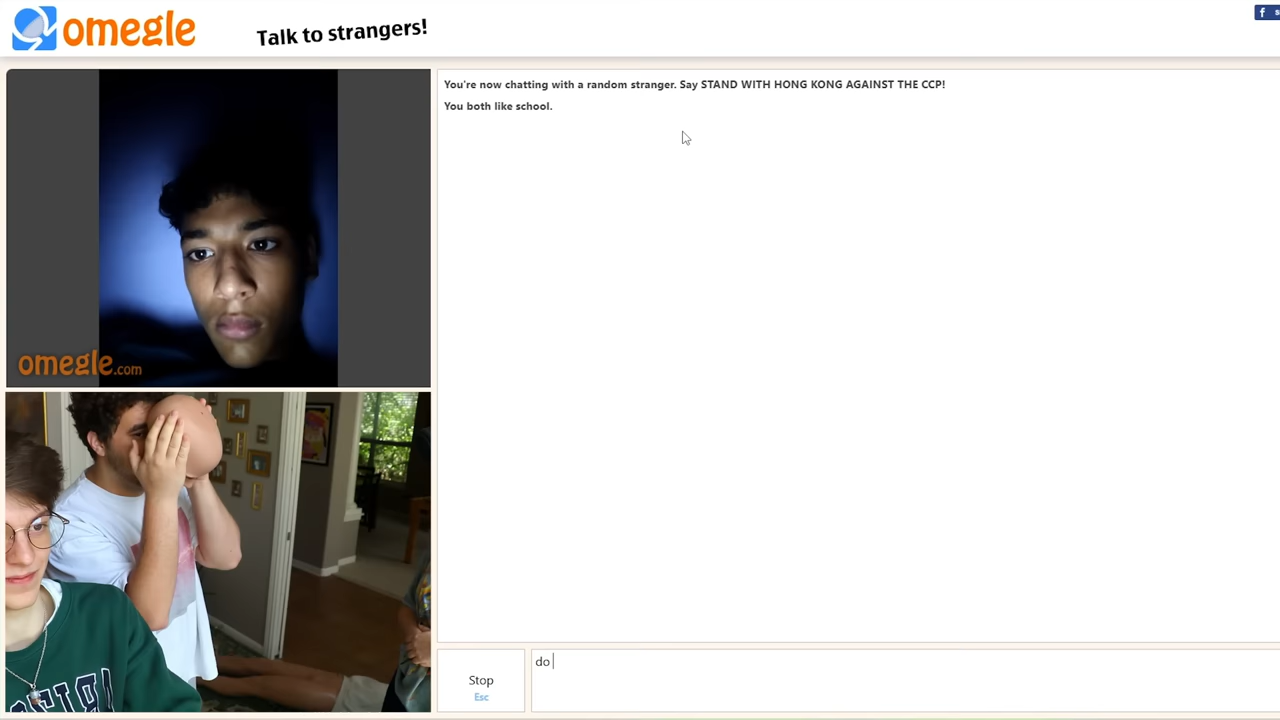 omegle
Talk to strangers!
f s
You're now chatting with a random stranger. Say STAND WITH HONG KONG AGAINST THE CCP!
You both like school.
omegle.com
Stop
Esc
do